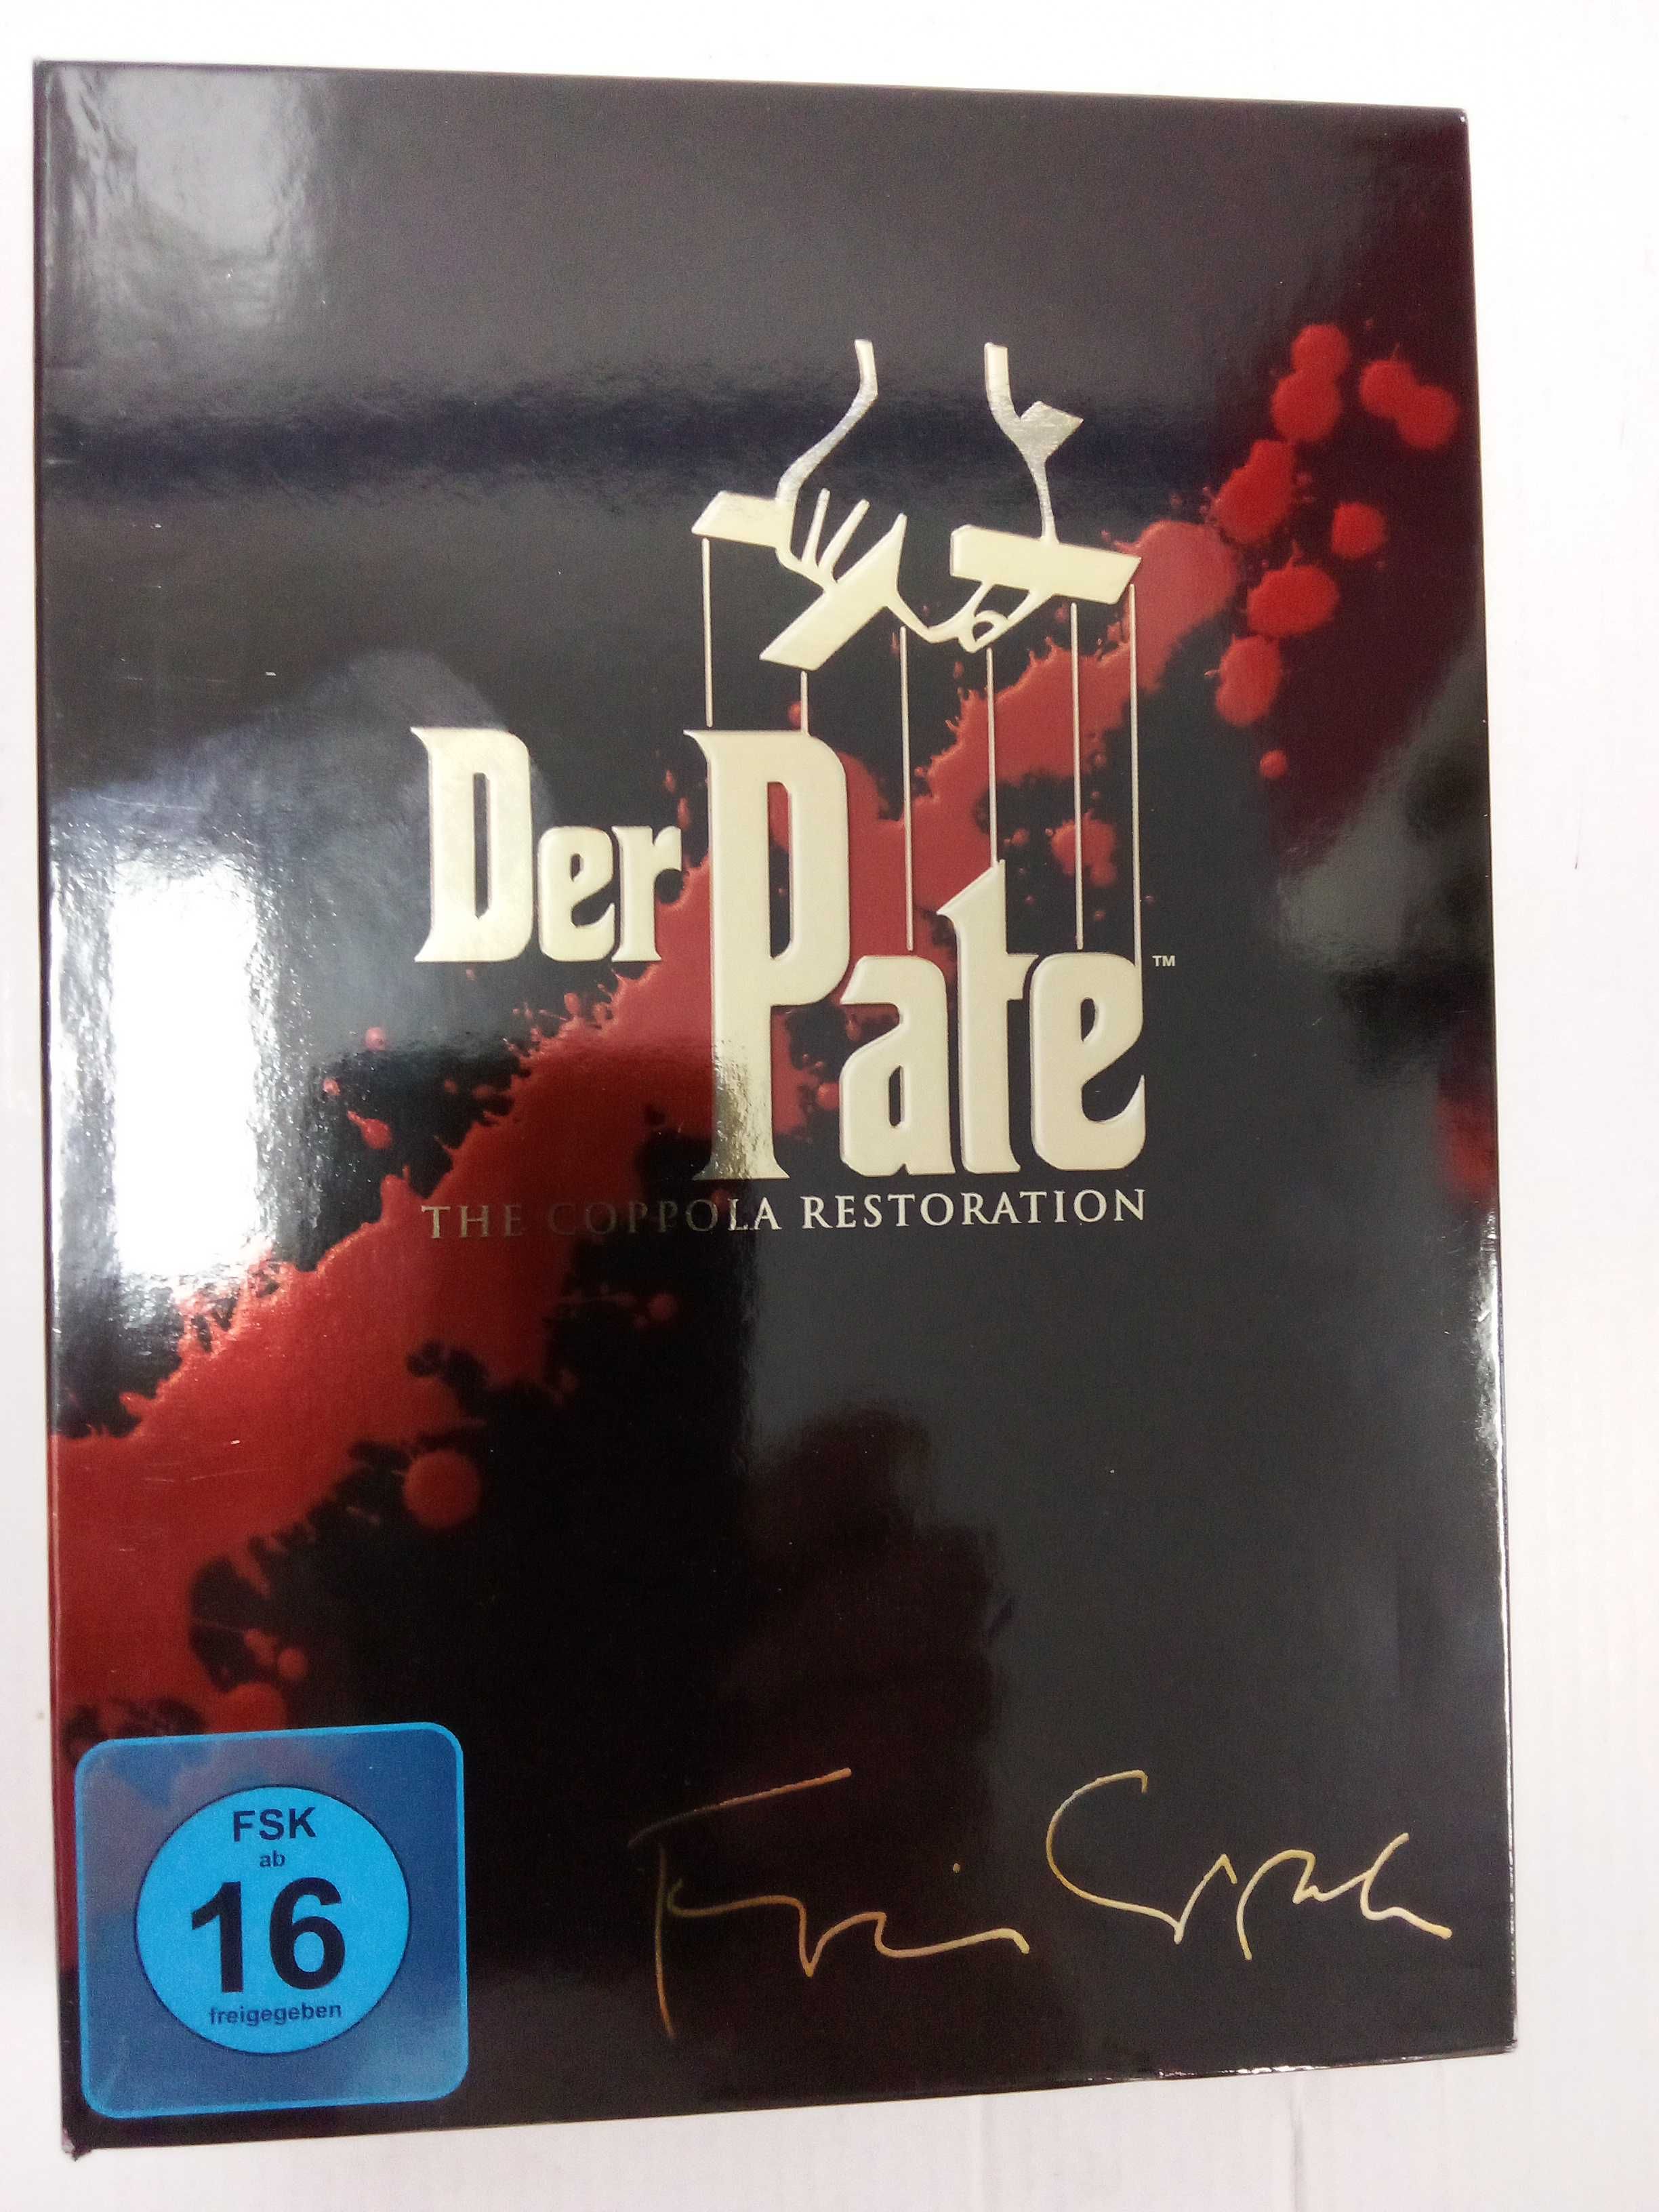 Der Pate™
THE COPPOLA RESTORATION
FSK
ab
16
freigegeben